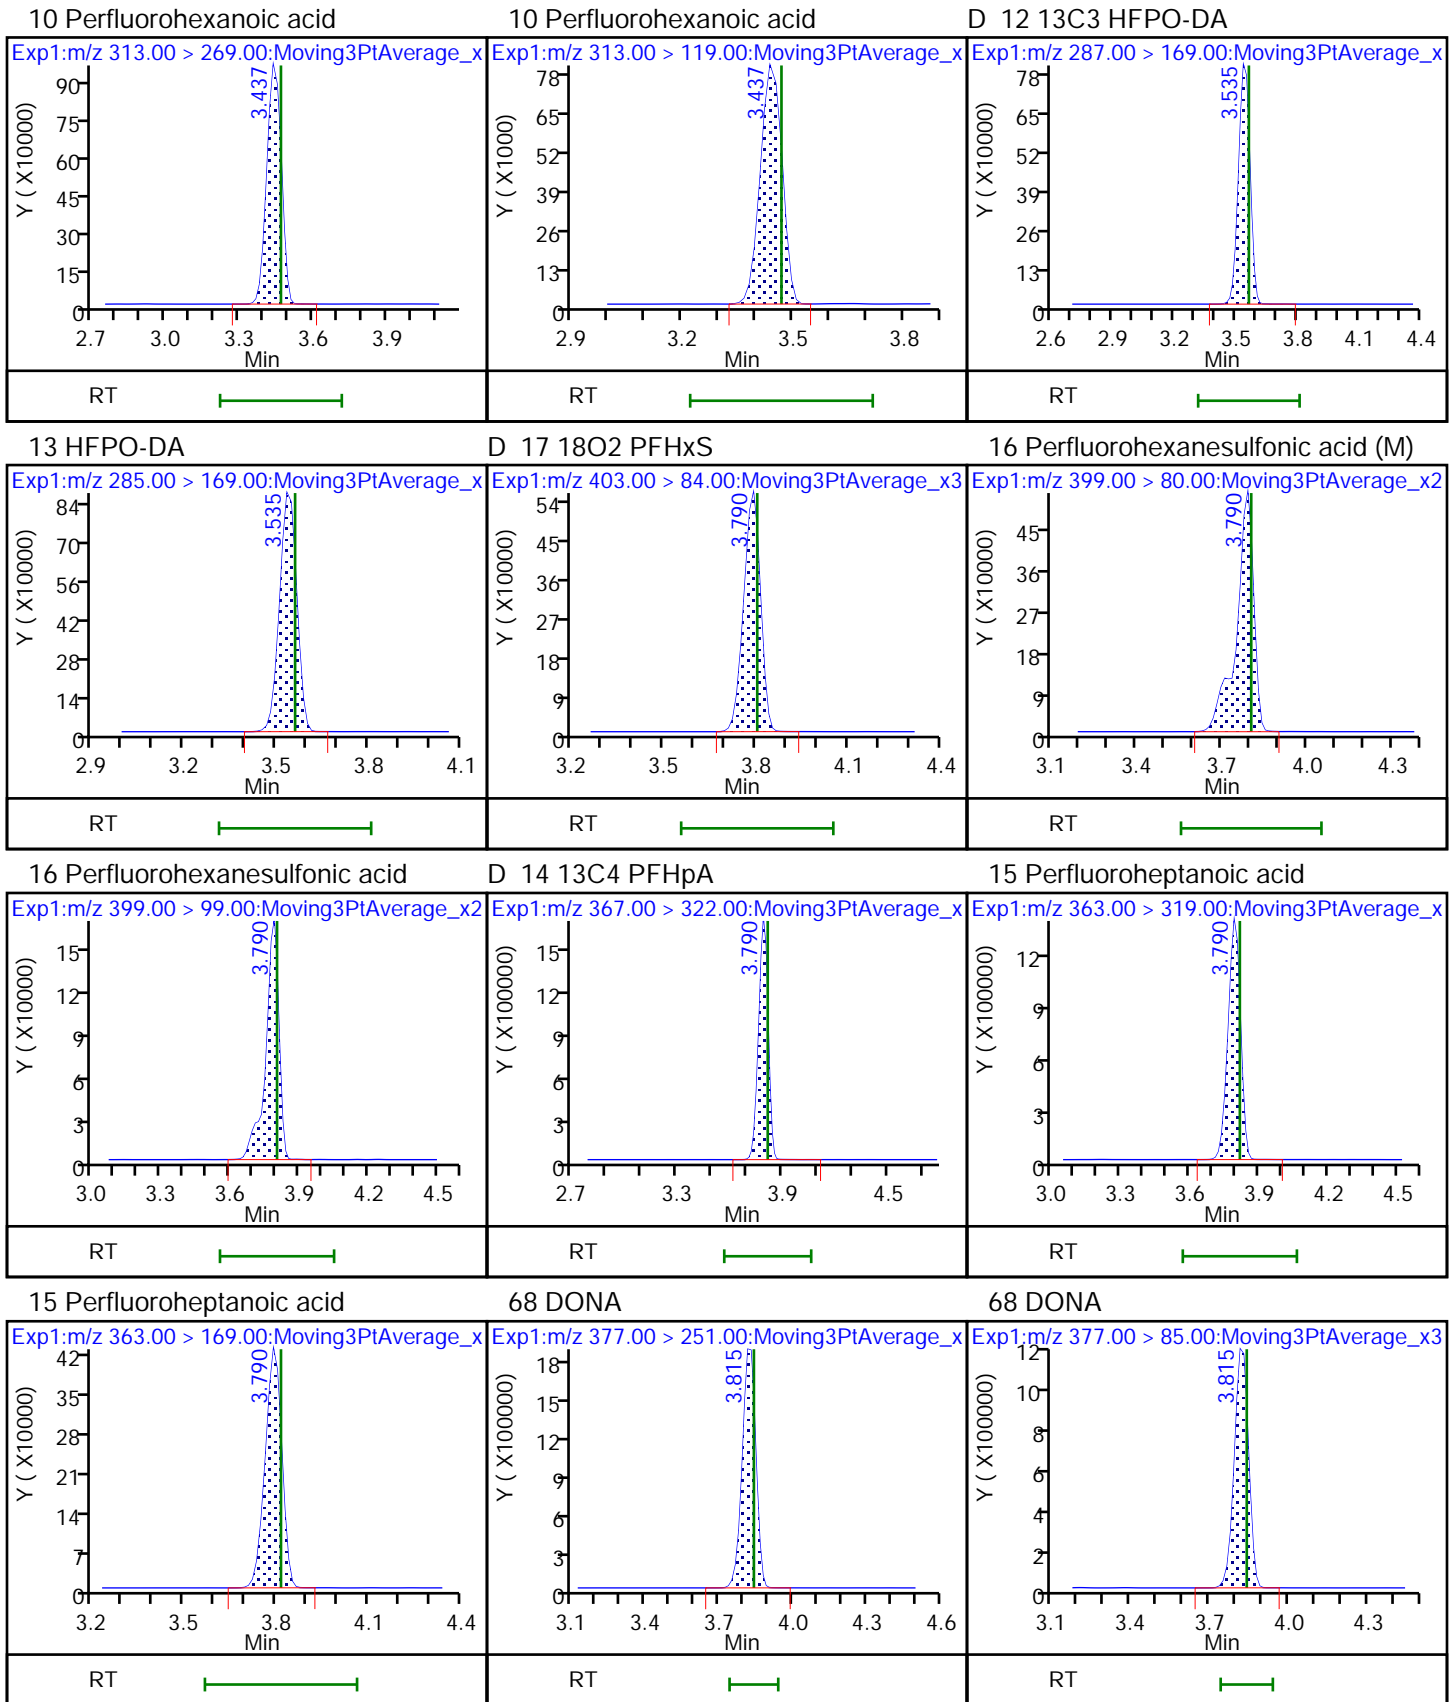 10 Perfluorohexanoic acid
Exp1:m/z 313.00 > 269.00:Moving3PtAverage_x
Y ( X10000)
90
75
60
45
30
15
0
3.437
2.7 3.0 3.3 3.6 3.9
Min
RT
10 Perfluorohexanoic acid
Exp1:m/z 313.00 > 119.00:Moving3PtAverage_x
Y ( X1000)
78
65
52
39
26
13
0
3.437
2.9 3.2 3.5 3.8
Min
RT
D 12 13C3 HFPO-DA
Exp1:m/z 287.00 > 169.00:Moving3PtAverage_x
Y ( X10000)
78
65
52
39
26
13
0
3.535
2.6 2.9 3.2 3.5 3.8 4.1 4.4
Min
RT
13 HFPO-DA
Exp1:m/z 285.00 > 169.00:Moving3PtAverage_x
Y ( X10000)
84
70
56
42
28
14
0
3.535
2.9 3.2 3.5 3.8 4.1
Min
RT
D 17 18O2 PFHxS
Exp1:m/z 403.00 > 84.00:Moving3PtAverage_x3
Y ( X10000)
54
45
36
27
18
9
0
3.790
3.2 3.5 3.8 4.1 4.4
Min
RT
16 Perfluorohexanesulfonic acid (M)
Exp1:m/z 399.00 > 80.00:Moving3PtAverage_x2
Y ( X10000)
45
36
27
18
9
0
3.790
3.1 3.4 3.7 4.0 4.3
Min
RT
16 Perfluorohexanesulfonic acid
Exp1:m/z 399.00 > 99.00:Moving3PtAverage_x2
Y ( X10000)
15
12
9
6
3
0
3.790
3.0 3.3 3.6 3.9 4.2 4.5
Min
RT
D 14 13C4 PFHpA
Exp1:m/z 367.00 > 322.00:Moving3PtAverage_x
Y ( X100000)
15
12
9
6
3
0
3.790
2.7 3.3 3.9 4.5
Min
RT
15 Perfluoroheptanoic acid
Exp1:m/z 363.00 > 319.00:Moving3PtAverage_x
Y ( X100000)
12
9
6
3
0
3.790
3.0 3.3 3.6 3.9 4.2 4.5
Min
RT
15 Perfluoroheptanoic acid
Exp1:m/z 363.00 > 169.00:Moving3PtAverage_x
Y ( X10000)
42
35
28
21
14
7
0
3.790
3.2 3.5 3.8 4.1 4.4
Min
RT
68 DONA
Exp1:m/z 377.00 > 251.00:Moving3PtAverage_x
Y ( X100000)
18
15
12
9
6
3
0
3.815
3.1 3.4 3.7 4.0 4.3 4.6
Min
RT
68 DONA
Exp1:m/z 377.00 > 85.00:Moving3PtAverage_x3
Y ( X100000)
12
10
8
6
4
2
0
3.815
3.1 3.4 3.7 4.0 4.3
Min
RT